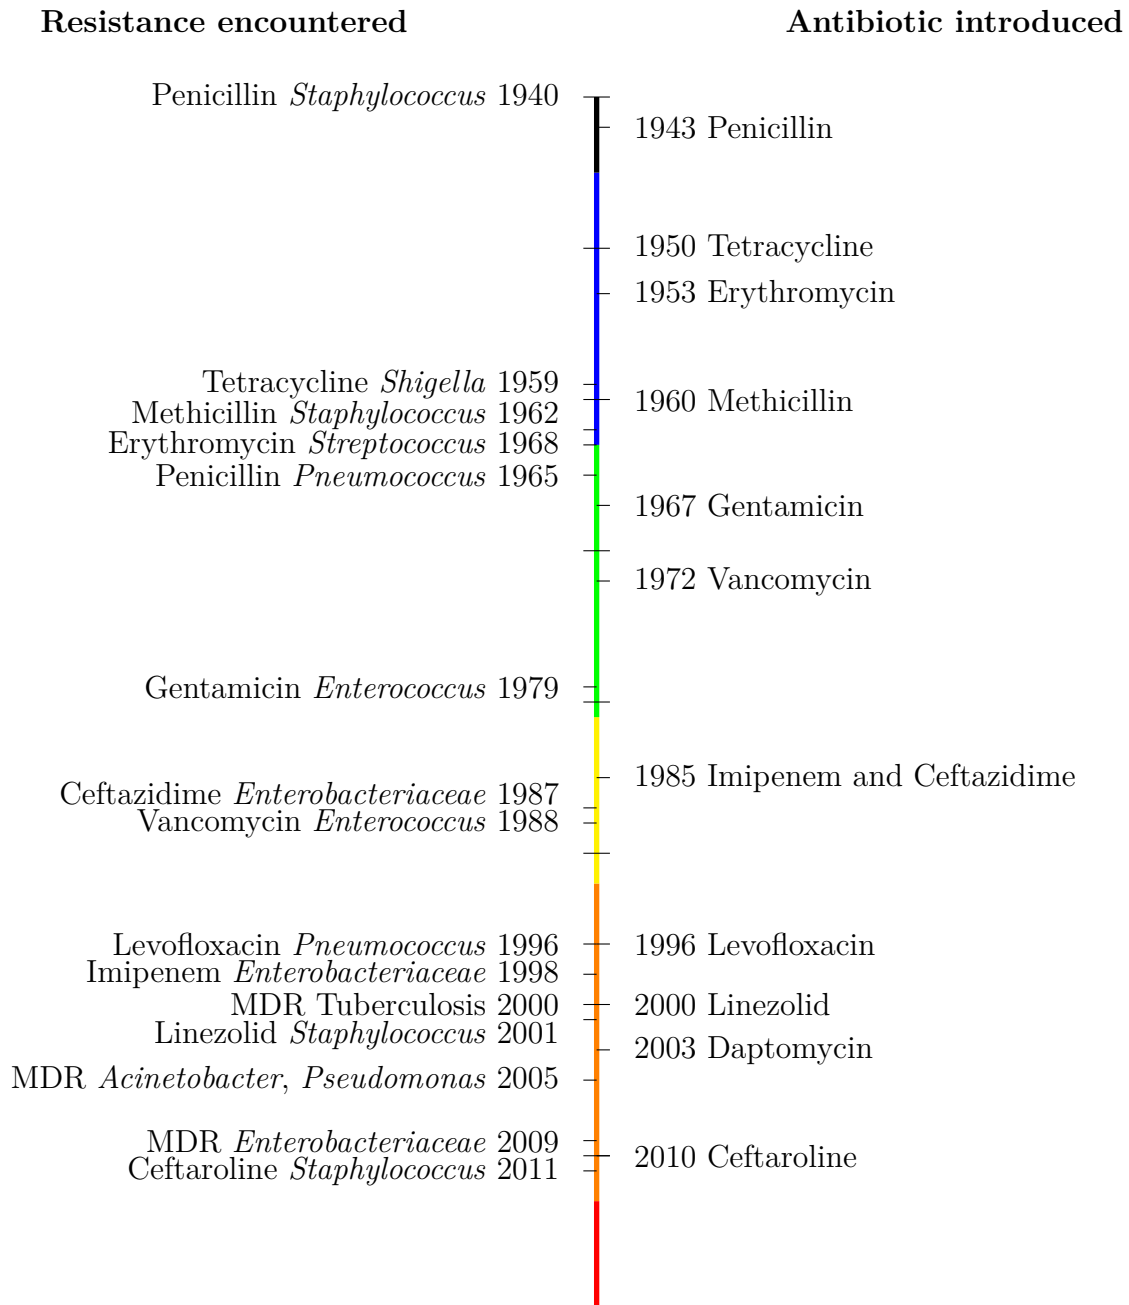 Resistance encountered
Antibiotic introduced
Penicillin Staphylococcus 1940
1943 Penicillin
1950 Tetracycline
1953 Erythromycin
Tetracycline Shigella 1959
1960 Methicillin
Methicillin Staphylococcus 1962
Erythromycin Streptococcus 1968
Penicillin Pneumococcus 1965
1967 Gentamicin
1972 Vancomycin
Gentamicin Enterococcus 1979
1985 Imipenem and Ceftazidime
Ceftazidime Enterobacteriaceae 1987
Vancomycin Enterococcus 1988
Levofloxacin Pneumococcus 1996
1996 Levofloxacin
Imipenem Enterobacteriaceae 1998
MDR Tuberculosis 2000
2000 Linezolid
Linezolid Staphylococcus 2001
2003 Daptomycin
MDR Acinetobacter, Pseudomonas 2005
MDR Enterobacteriaceae 2009
2010 Ceftaroline
Ceftaroline Staphylococcus 2011